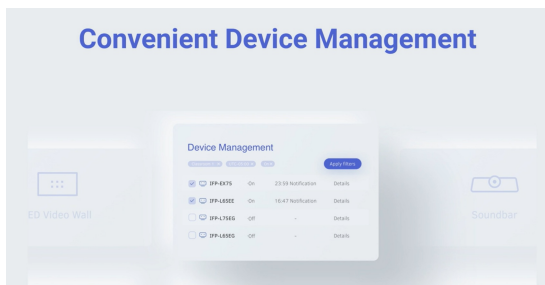 Convenient Device Management
Device Management
Apply filters
IFP-EX75 On 23:59 Notification Details
IFP-L65EE On 16:47 Notification Details
IFP-L75EG Off - Details
IFP-L65EG Off - Details
ED Video Wall
Soundbar